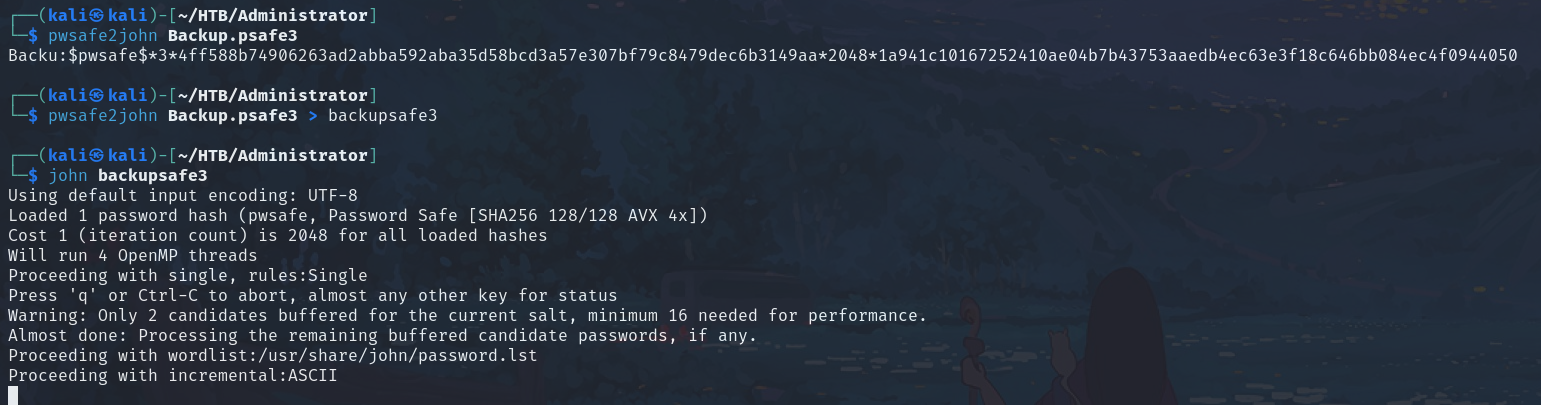 ┌──(kali㉿kali)-[~/HTB/Administrator]
└─$ pwsafe2john Backup.psafe3
Backu:$pwsafe$*3*4ff588b74906263ad2abba592aba35d58bcd3a57e307bf79c8479dec6b3149aa*2048*1a941c10167252410ae04b7b43753aaedb4ec63e3f18c646bb084ec4f0944050
┌──(kali㉿kali)-[~/HTB/Administrator]
└─$ pwsafe2john Backup.psafe3 > backupsafe3
┌──(kali㉿kali)-[~/HTB/Administrator]
└─$ john backupsafe3
Using default input encoding: UTF-8
Loaded 1 password hash (pwsafe, Password Safe [SHA256 128/128 AVX 4x])
Cost 1 (iteration count) is 2048 for all loaded hashes
Will run 4 OpenMP threads
Proceeding with single, rules:Single
Press 'q' or Ctrl-C to abort, almost any other key for status
Warning: Only 2 candidates buffered for the current salt, minimum 16 needed for performance.
Almost done: Processing the remaining buffered candidate passwords, if any.
Proceeding with wordlist:/usr/share/john/password.lst
Proceeding with incremental:ASCII